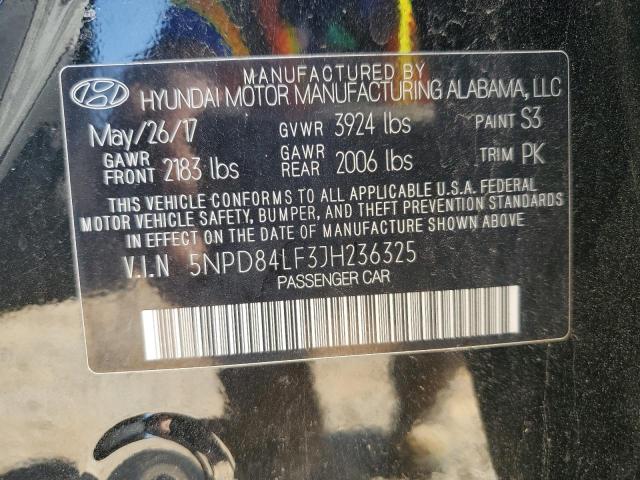 MANUFACTURED BY
HYUNDAI MOTOR MANUFACTURING ALABAMA, LLC
May/26/17 GVWR 3924 lbs PAINT S3
GAWR FRONT 2183 lbs GAWR REAR 2006 lbs TRIM PK
THIS VEHICLE CONFORMS TO ALL APPLICABLE U.S.A. FEDERAL
MOTOR VEHICLE SAFETY, BUMPER, AND THEFT PREVENTION STANDARDS
IN EFFECT ON THE DATE OF MANUFACTURE SHOWN ABOVE
V.I.N 5NPD84LF3JH236325
PASSENGER CAR